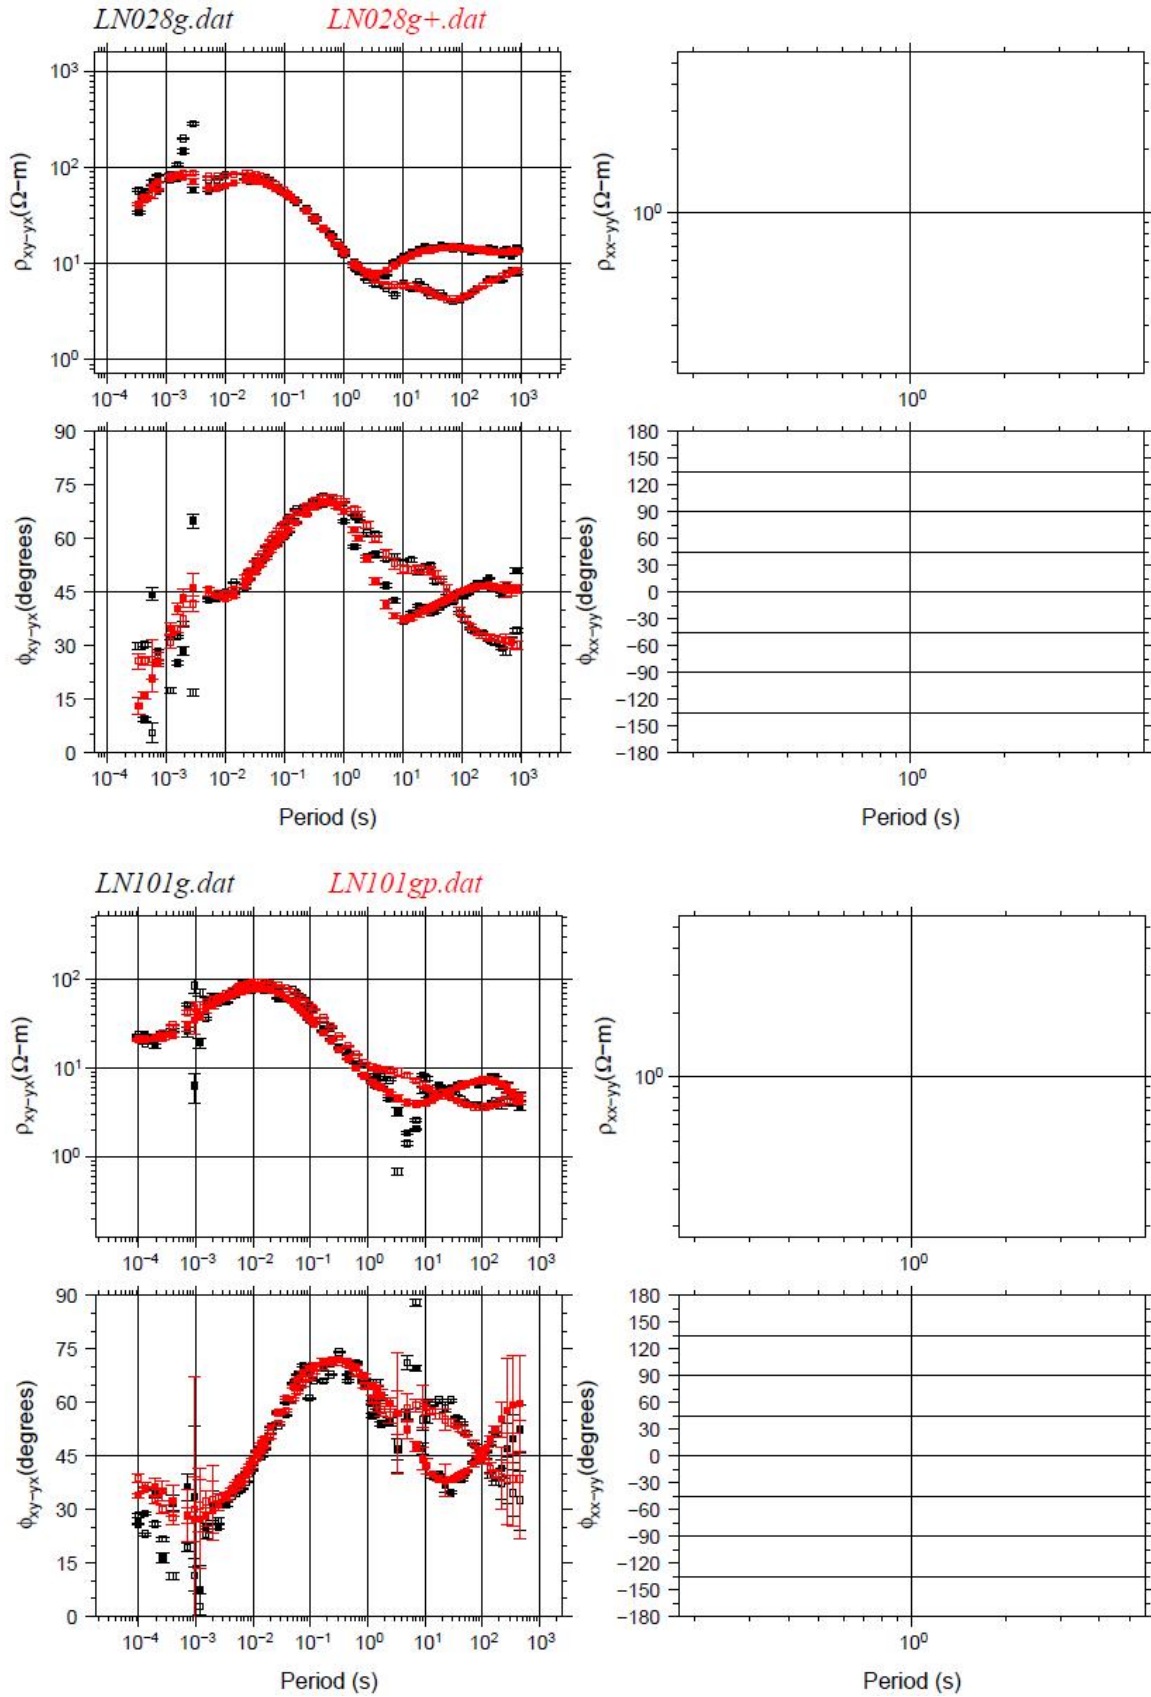 LN028g.dat LN028g+.dat
ρxy−yx(Ω−m)
10³
10²
10¹
10⁰
10⁻⁴ 10⁻³ 10⁻² 10⁻¹ 10⁰ 10¹ 10² 10³
ρxx−yy(Ω−m)
10⁰
10⁰
ϕxy−yx(degrees)
90
75
60
45
30
15
0
10⁻⁴ 10⁻³ 10⁻² 10⁻¹ 10⁰ 10¹ 10² 10³
Period (s)
ϕxx−yy(degrees)
180
150
120
90
60
30
0
−30
−60
−90
−120
−150
−180
10⁰
Period (s)
LN101g.dat LN101gp.dat
ρxy−yx(Ω−m)
10²
10¹
10⁰
10⁻⁴ 10⁻³ 10⁻² 10⁻¹ 10⁰ 10¹ 10² 10³
ρxx−yy(Ω−m)
10⁰
10⁰
ϕxy−yx(degrees)
90
75
60
45
30
15
0
10⁻⁴ 10⁻³ 10⁻² 10⁻¹ 10⁰ 10¹ 10² 10³
Period (s)
ϕxx−yy(degrees)
180
150
120
90
60
30
0
−30
−60
−90
−120
−150
−180
10⁰
Period (s)